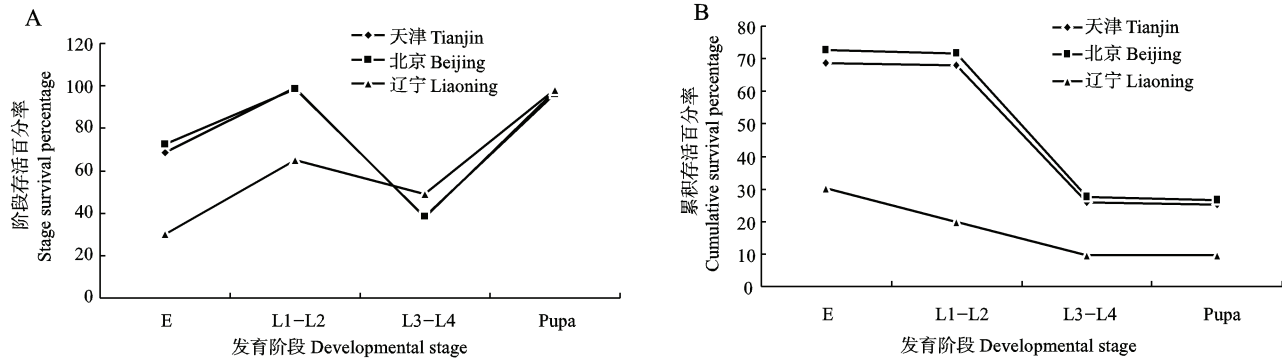 A
天津 Tianjin
北京 Beijing
辽宁 Liaoning
阶段存活百分率
Stage survival percentage
120
100
80
60
40
20
0
E
L1−L2
L3−L4
Pupa
发育阶段 Developmental stage
B
天津 Tianjin
北京 Beijing
辽宁 Liaoning
累积存活百分率
Cumulative survival percentage
80
70
60
50
40
30
20
10
0
E
L1−L2
L3−L4
Pupa
发育阶段 Developmental stage